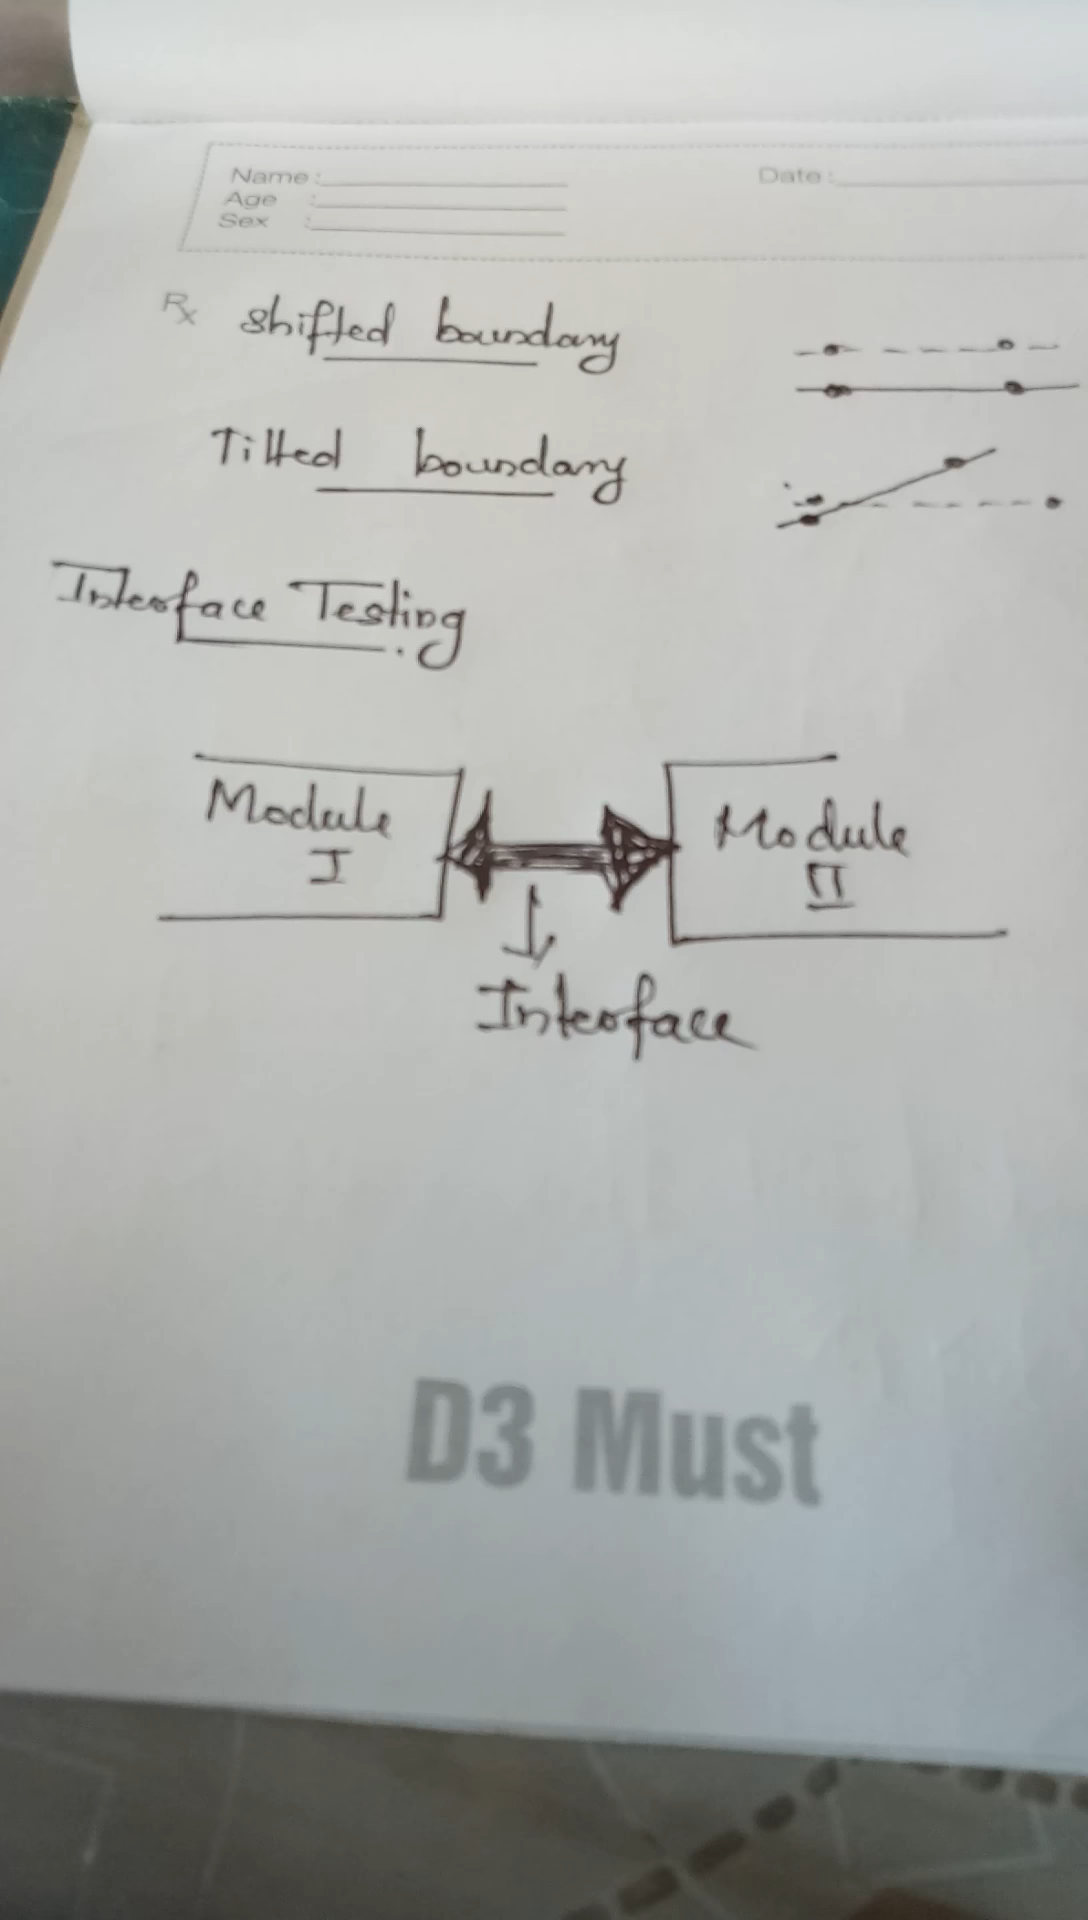 Name :
Date :
Age :
Sex :
Rx shifted boundary
Tilted boundary
Interface Testing
Module
I
Module
II
Interface
D3 Must